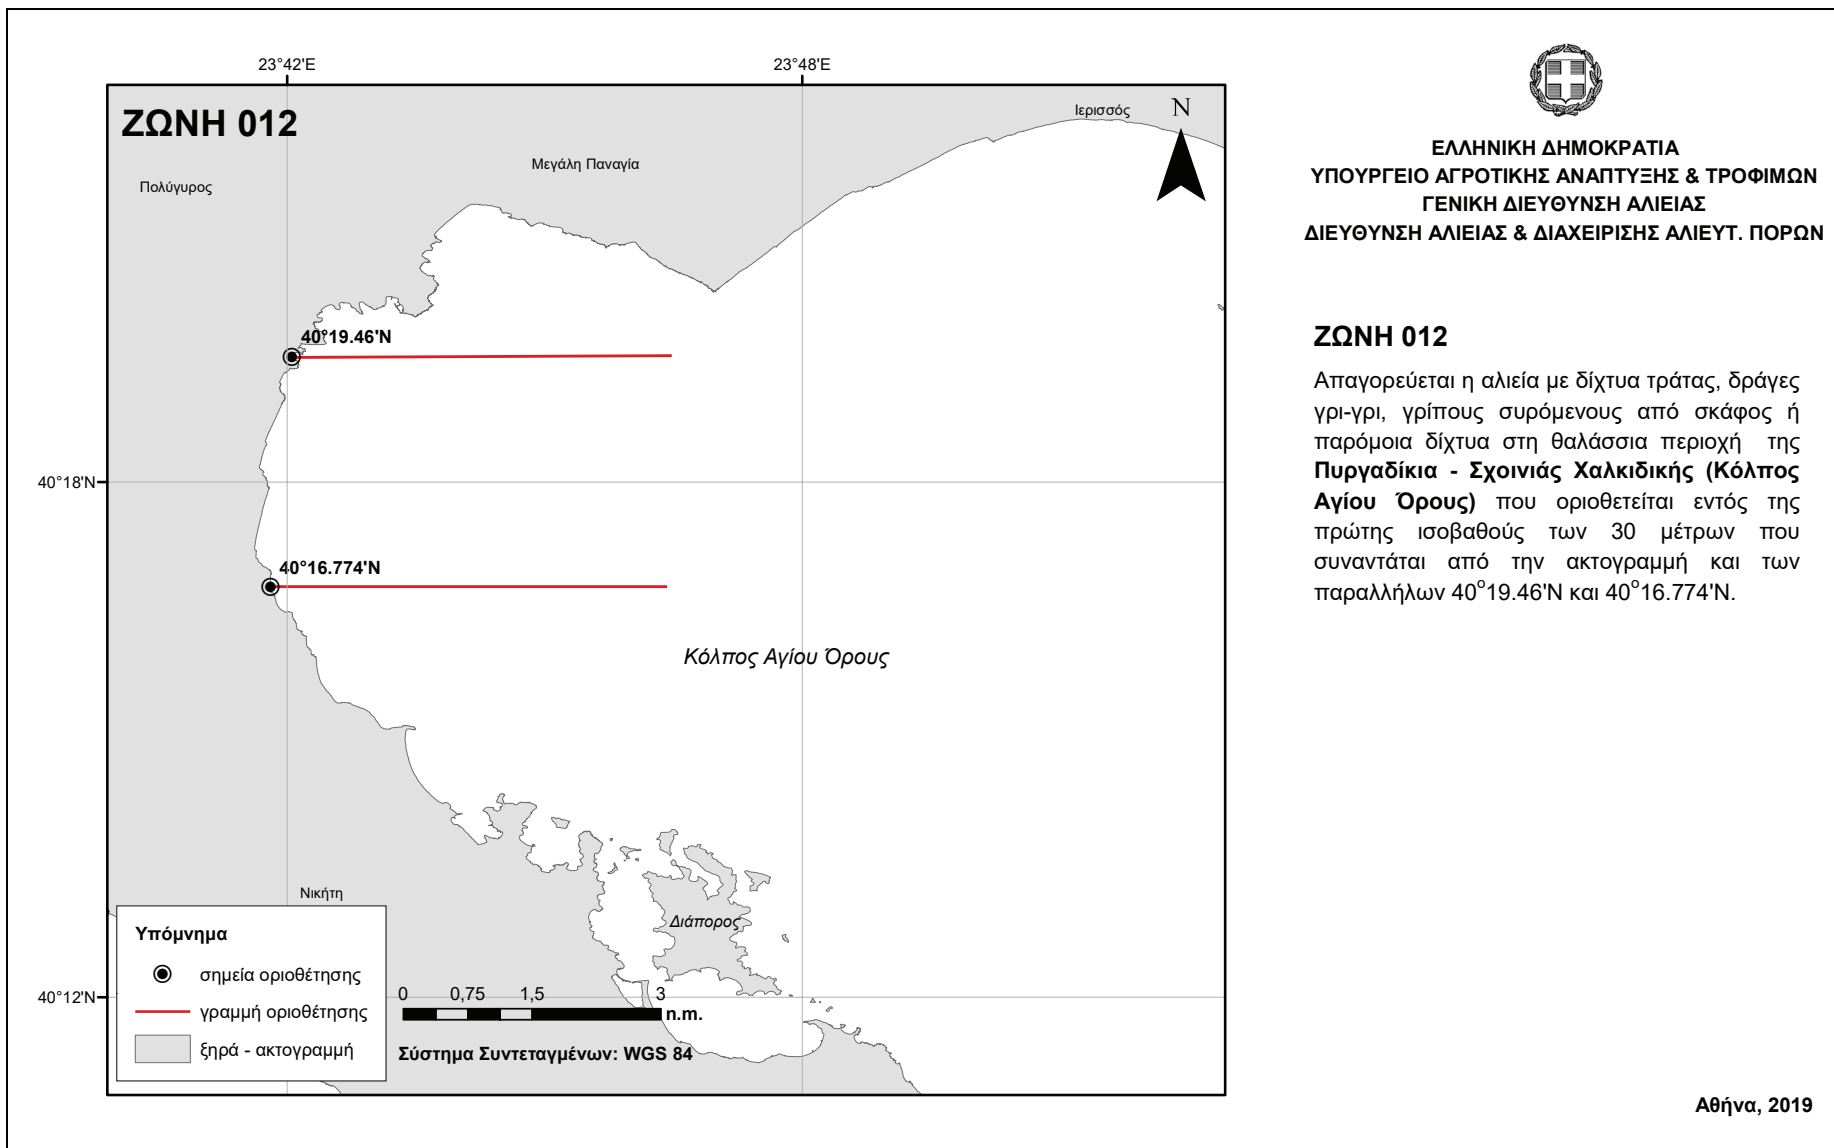 23°42'E
23°48'E
ΖΩΝΗ 012
Ιερισσός
N
Μεγάλη Παναγία
Πολύγυρος
40°19.46'N
40°18'N
40°16.774'N
Κόλπος Αγίου Όρους
Νικήτη
Διάπορος
40°12'N
Υπόμνημα
σημεία οριοθέτησης
γραμμή οριοθέτησης
ξηρά - ακτογραμμή
0 0,75 1,5 3
n.m.
Σύστημα Συντεταγμένων: WGS 84
ΕΛΛΗΝΙΚΗ ΔΗΜΟΚΡΑΤΙΑ
ΥΠΟΥΡΓΕΙΟ ΑΓΡΟΤΙΚΗΣ ΑΝΑΠΤΥΞΗΣ & ΤΡΟΦΙΜΩΝ
ΓΕΝΙΚΗ ΔΙΕΥΘΥΝΣΗ ΑΛΙΕΙΑΣ
ΔΙΕΥΘΥΝΣΗ ΑΛΙΕΙΑΣ & ΔΙΑΧΕΙΡΙΣΗΣ ΑΛΙΕΥΤ. ΠΟΡΩΝ
ΖΩΝΗ 012
Απαγορεύεται η αλιεία με δίχτυα τράτας, δράγες
γρι-γρι, γρίπους συρόμενους από σκάφος ή
παρόμοια δίχτυα στη θαλάσσια περιοχή της
Πυργαδίκια - Σχοινιάς Χαλκιδικής (Κόλπος
Αγίου Όρους) που οριοθετείται εντός της
πρώτης ισοβαθούς των 30 μέτρων που
συναντάται από την ακτογραμμή και των
παραλλήλων 40°19.46'N και 40°16.774'N.
Αθήνα, 2019